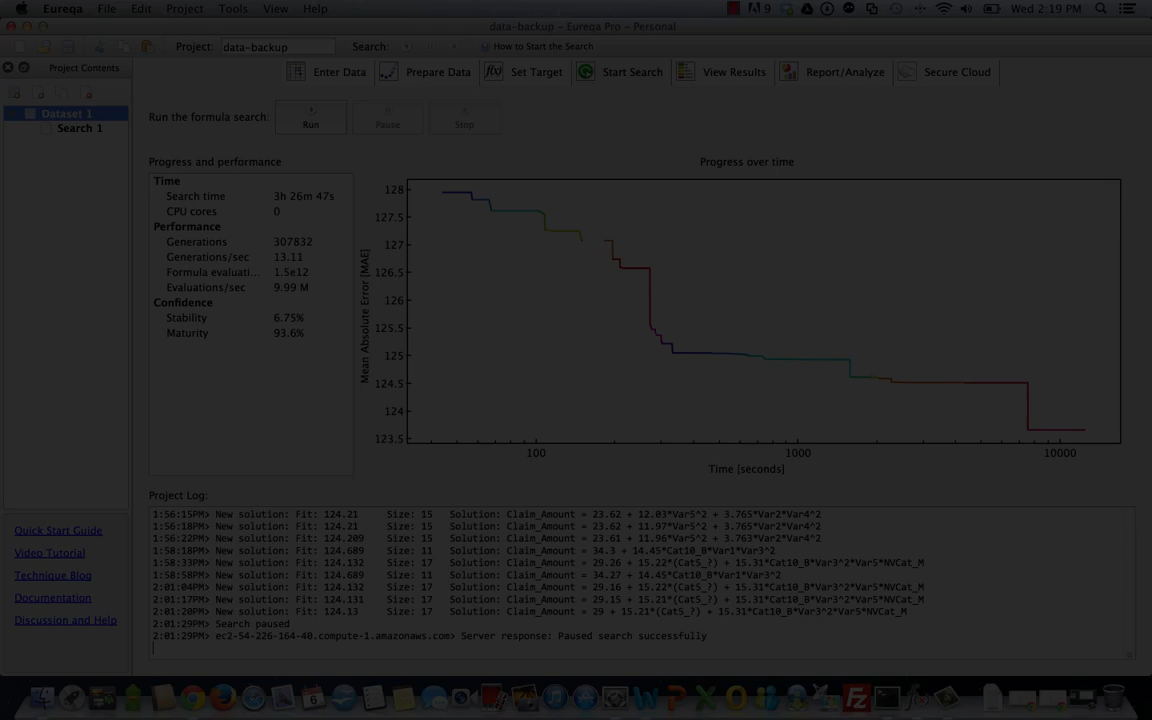 Eureqa File Edit Project Tools View Help 9 Wed 2:19 PM
data-backup - Eureqa Pro - Personal
Project: data-backup Search: How to Start the Search
Project Contents
Enter Data Prepare Data f(x) Set Target Start Search View Results Report/Analyze Secure Cloud
Dataset 1
Search 1
Run the formula search: Run Pause Stop
Progress and performance
Time
Search time 3h 26m 47s
CPU cores 0
Performance
Generations 307832
Generations/sec 13.11
Formula evaluati... 1.5e12
Evaluations/sec 9.99 M
Confidence
Stability 6.75%
Maturity 93.6%
Progress over time
Mean Absolute Error [MAE]
128
127.5
127
126.5
126
125.5
125
124.5
124
123.5
100 1000 10000
Time [seconds]
Project Log:
1:56:15PM> New solution: Fit: 124.21 Size: 15 Solution: Claim_Amount = 23.62 + 12.03*Var5^2 + 3.765*Var2*Var4^2
1:56:18PM> New solution: Fit: 124.21 Size: 15 Solution: Claim_Amount = 23.62 + 11.97*Var5^2 + 3.765*Var2*Var4^2
1:56:22PM> New solution: Fit: 124.209 Size: 15 Solution: Claim_Amount = 23.61 + 11.96*Var5^2 + 3.763*Var2*Var4^2
1:58:18PM> New solution: Fit: 124.689 Size: 11 Solution: Claim_Amount = 34.3 + 14.45*Cat10_B*Var1*Var3^2
1:58:33PM> New solution: Fit: 124.132 Size: 17 Solution: Claim_Amount = 29.26 + 15.22*(Cat5_?) + 15.31*Cat10_B*Var3^2*Var5*NVCat_M
1:58:58PM> New solution: Fit: 124.689 Size: 11 Solution: Claim_Amount = 34.27 + 14.45*Cat10_B*Var1*Var3^2
2:01:04PM> New solution: Fit: 124.132 Size: 17 Solution: Claim_Amount = 29.16 + 15.22*(Cat5_?) + 15.31*Cat10_B*Var3^2*Var5*NVCat_M
2:01:17PM> New solution: Fit: 124.131 Size: 17 Solution: Claim_Amount = 29.15 + 15.21*(Cat5_?) + 15.31*Cat10_B*Var3^2*Var5*NVCat_M
2:01:20PM> New solution: Fit: 124.13 Size: 17 Solution: Claim_Amount = 29 + 15.21*(Cat5_?) + 15.31*Cat10_B*Var3^2*Var5*NVCat_M
2:01:29PM> Search paused
2:01:29PM> ec2-54-226-164-40.compute-1.amazonaws.com> Server response: Paused search successfully
Quick Start Guide
Video Tutorial
Technique Blog
Documentation
Discussion and Help